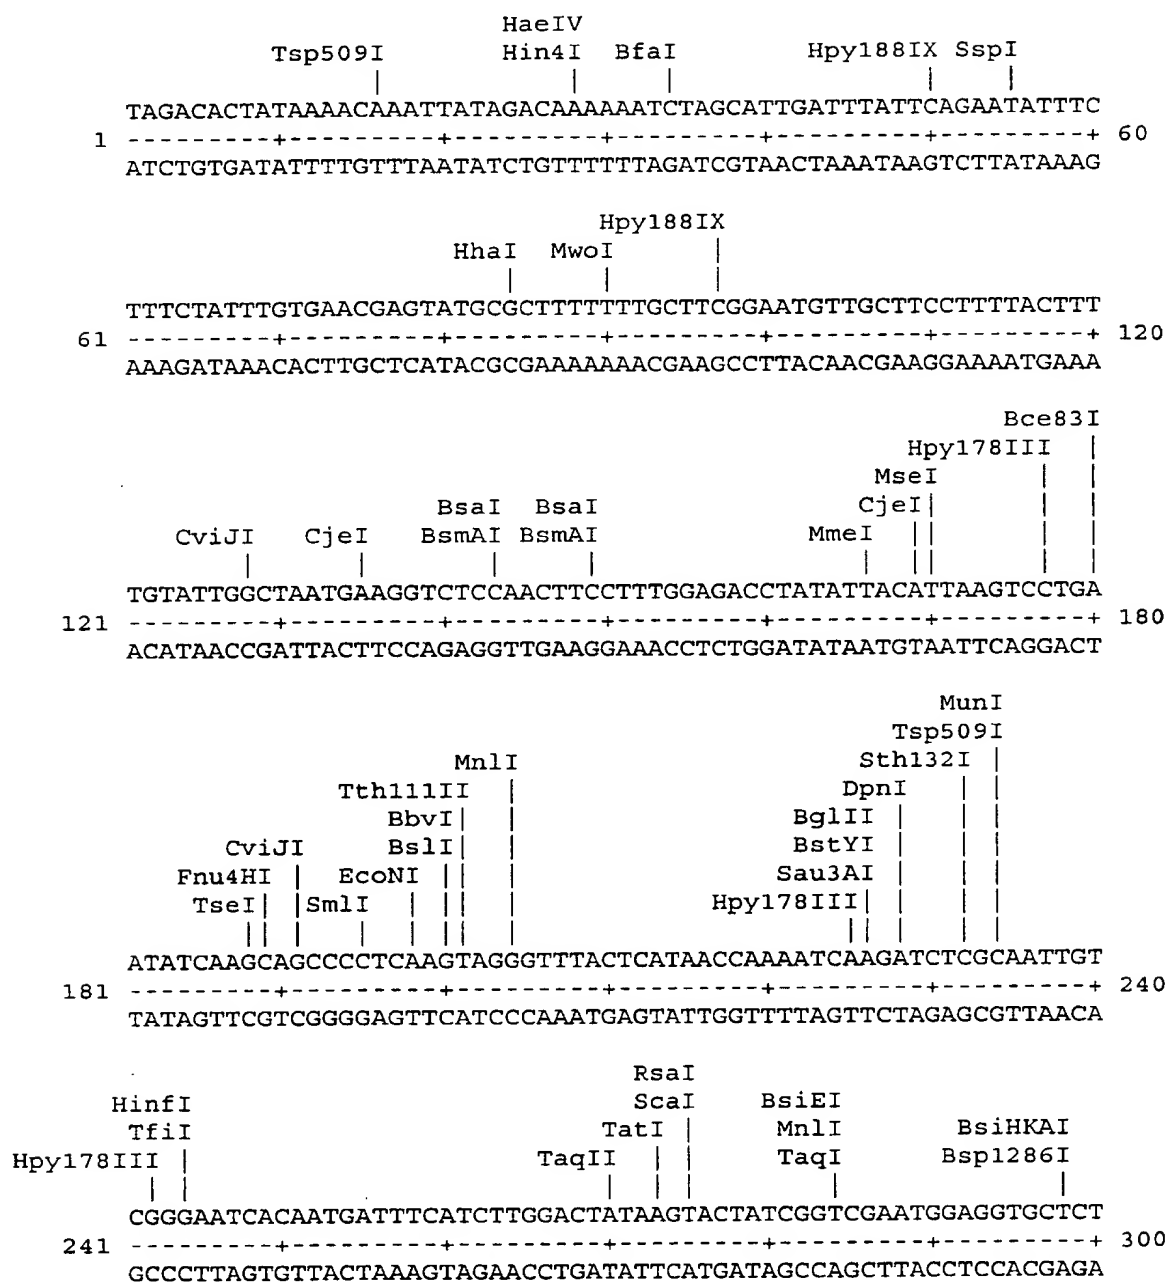 HaeIV
Tsp509I Hin4I BfaI Hpy188IX SspI
TAGACACTATAAAACAAATTATAGACAAAAAATCTAGCATTGATTTATTCAGAATATTTC
1 ---------+---------+---------+---------+---------+---------+ 60
ATCTGTGATATTTTGTTTAATATCTGTTTTTTAGATCGTAACTAAATAAGTCTTATAAAG
Hpy188IX
HhaI MwoI
TTTCTATTTGTGAACGAGTATGCGCTTTTTTTGCTTCGGAATGTTGCTTCCTTTTACTTT
61 ---------+---------+---------+---------+---------+---------+ 120
AAAGATAAACACTTGCTCATACGCGAAAAAAACGAAGCCTTACAACGAAGGAAAATGAAA
Bce83I
Hpy178III
MseI
BsaI BsaI CjeI
CviJI CjeI BsmAI BsmAI MmeI
TGTATTGGCTAATGAAGGTCTCCAACTTCCTTTGGAGACCTATATTACATTAAGTCCTGA
121 ---------+---------+---------+---------+---------+---------+ 180
ACATAACCGATTACTTCCAGAGGTTGAAGGAAACCTCTGGATATAATGTAATTCAGGACT
MunI
Tsp509I
MnlI Sth132I
Tth111II DpnI
BbvI BglII
CviJI BslI BstYI
Fnu4HI EcoNI Sau3AI
TseI SmlI Hpy178III
ATATCAAGCAGCCCCTCAAGTAGGGTTTACTCATAACCAAAATCAAGATCTCGCAATTGT
181 ---------+---------+---------+---------+---------+---------+ 240
TATAGTTCGTCGGGGAGTTCATCCCAAATGAGTATTGGTTTTAGTTCTAGAGCGTTAACA
RsaI
HinfI ScaI BsiEI
TfiI TatI MnlI BsiHKAI
Hpy178III TaqII TaqI Bsp1286I
CGGGAATCACAATGATTTCATCTTGGACTATAAGTACTATCGGTCGAATGGAGGTGCTCT
241 ---------+---------+---------+---------+---------+---------+ 300
GCCCTTAGTGTTACTAAAGTAGAACCTGATATTCATGATAGCCAGCTTACCTCCACGAGA